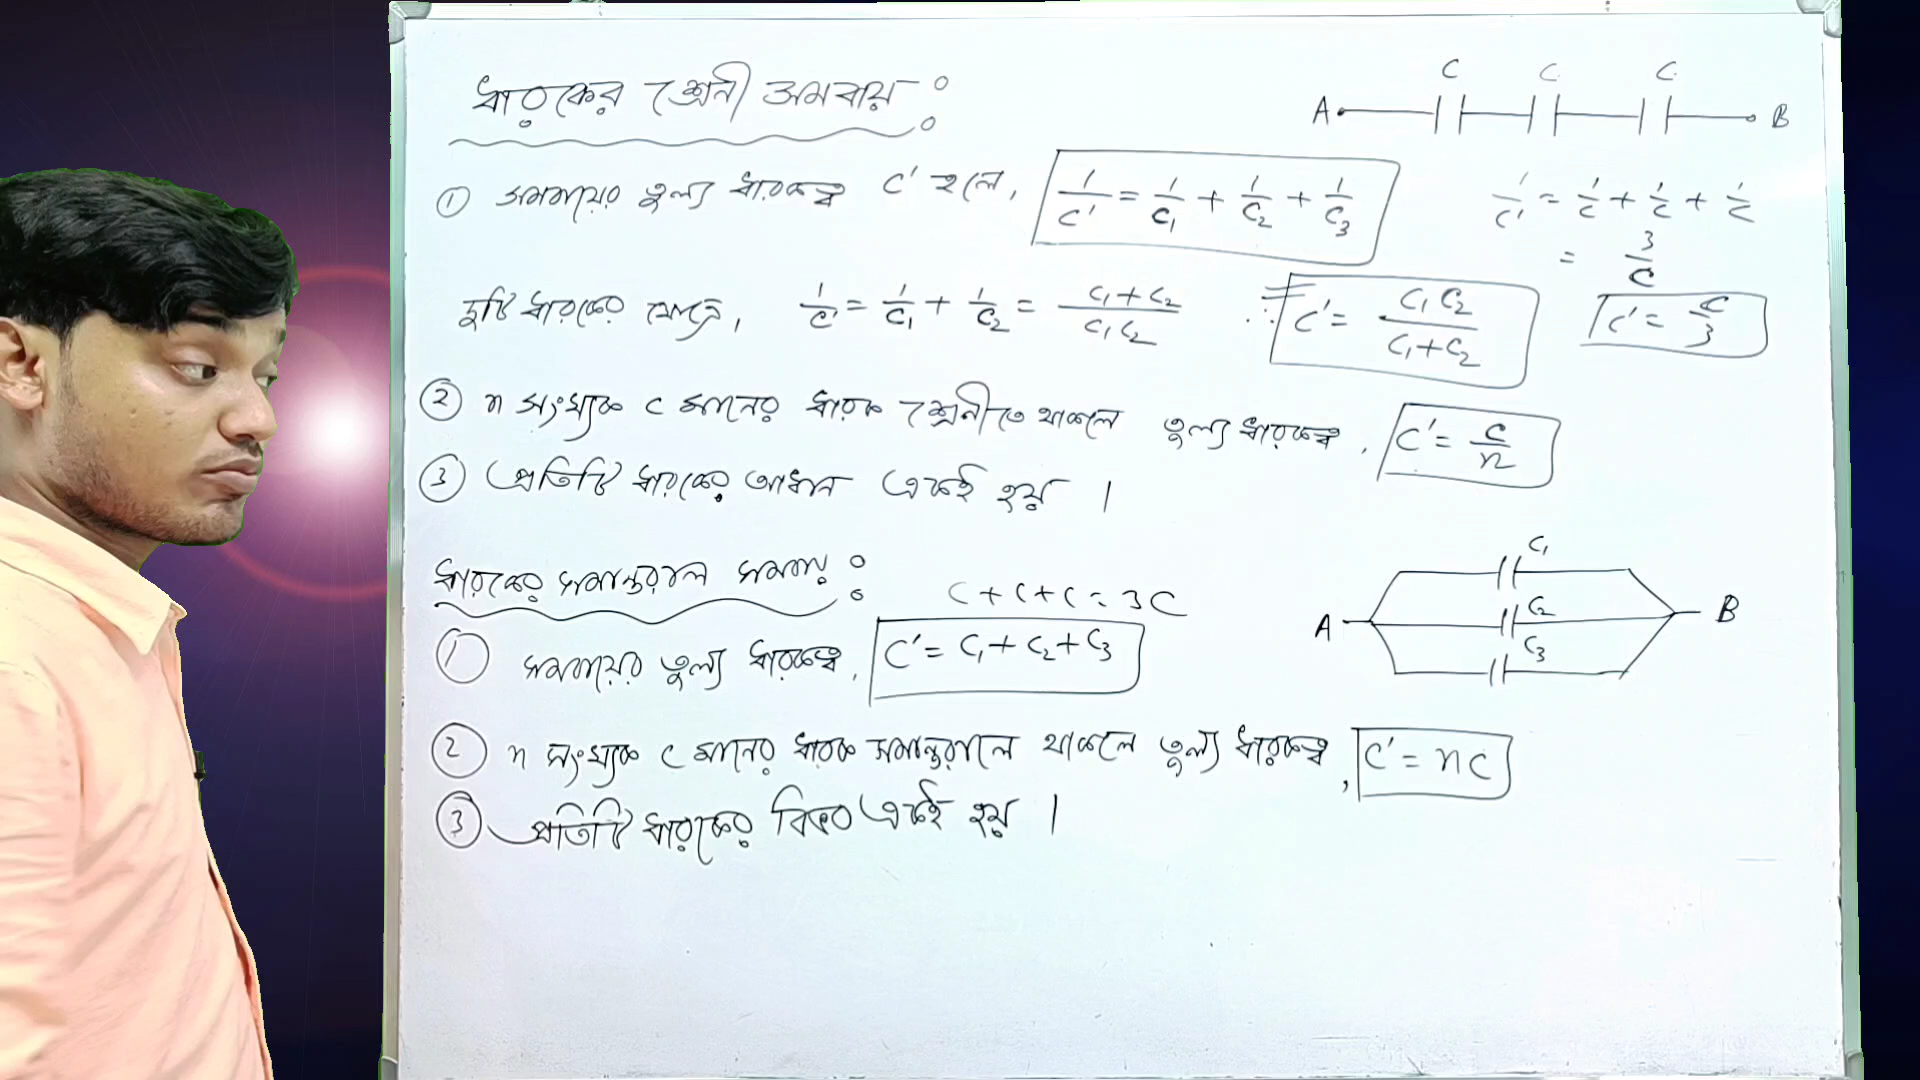 ধারকের শ্রেনী সমবায় :
C C C
A B
① সমবায়ের তুল্য ধারকত্ব C' হলে, 1/C' = 1/C₁ + 1/C₂ + 1/C₃
1/C' = 1/C + 1/C + 1/C
= 3/C
C' = C/3
দুটি ধারকের ক্ষেত্রে, 1/C' = 1/C₁ + 1/C₂ = C₁+C₂/C₁C₂ ∴ C' = C₁C₂/C₁+C₂
② n সংখ্যক C মানের ধারক শ্রেনীতে থাকলে তুল্য ধারকত্ব, C' = C/n
③ প্রতিটি ধারকের আধান একই হয় ।
ধারকের সমান্তরাল সমবায় :
C + C + C = 3C
① সমবায়ের তুল্য ধারকত্ব, C' = C₁ + C₂ + C₃
C₁
C₂
A B
C₃
② n সংখ্যক C মানের ধারক সমান্তরালে থাকলে তুল্য ধারকত্ব, C' = nC
③ প্রতিটি ধারকের বিভব একই হয় ।